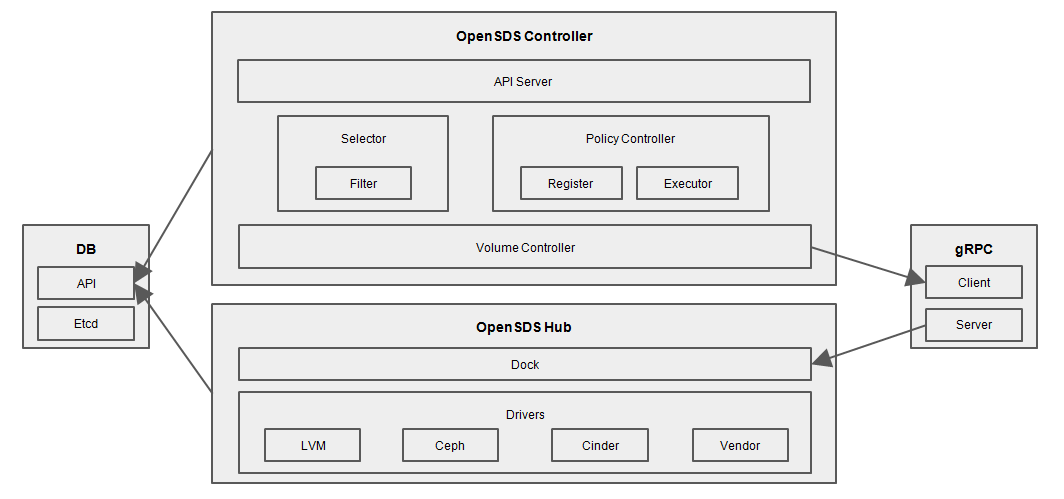 OpenSDS Controller
API Server
Selector
Policy Controller
Filter
Register
Executor
Volume Controller
DB
API
Etcd
gRPC
Client
Server
OpenSDS Hub
Dock
Drivers
LVM
Ceph
Cinder
Vendor